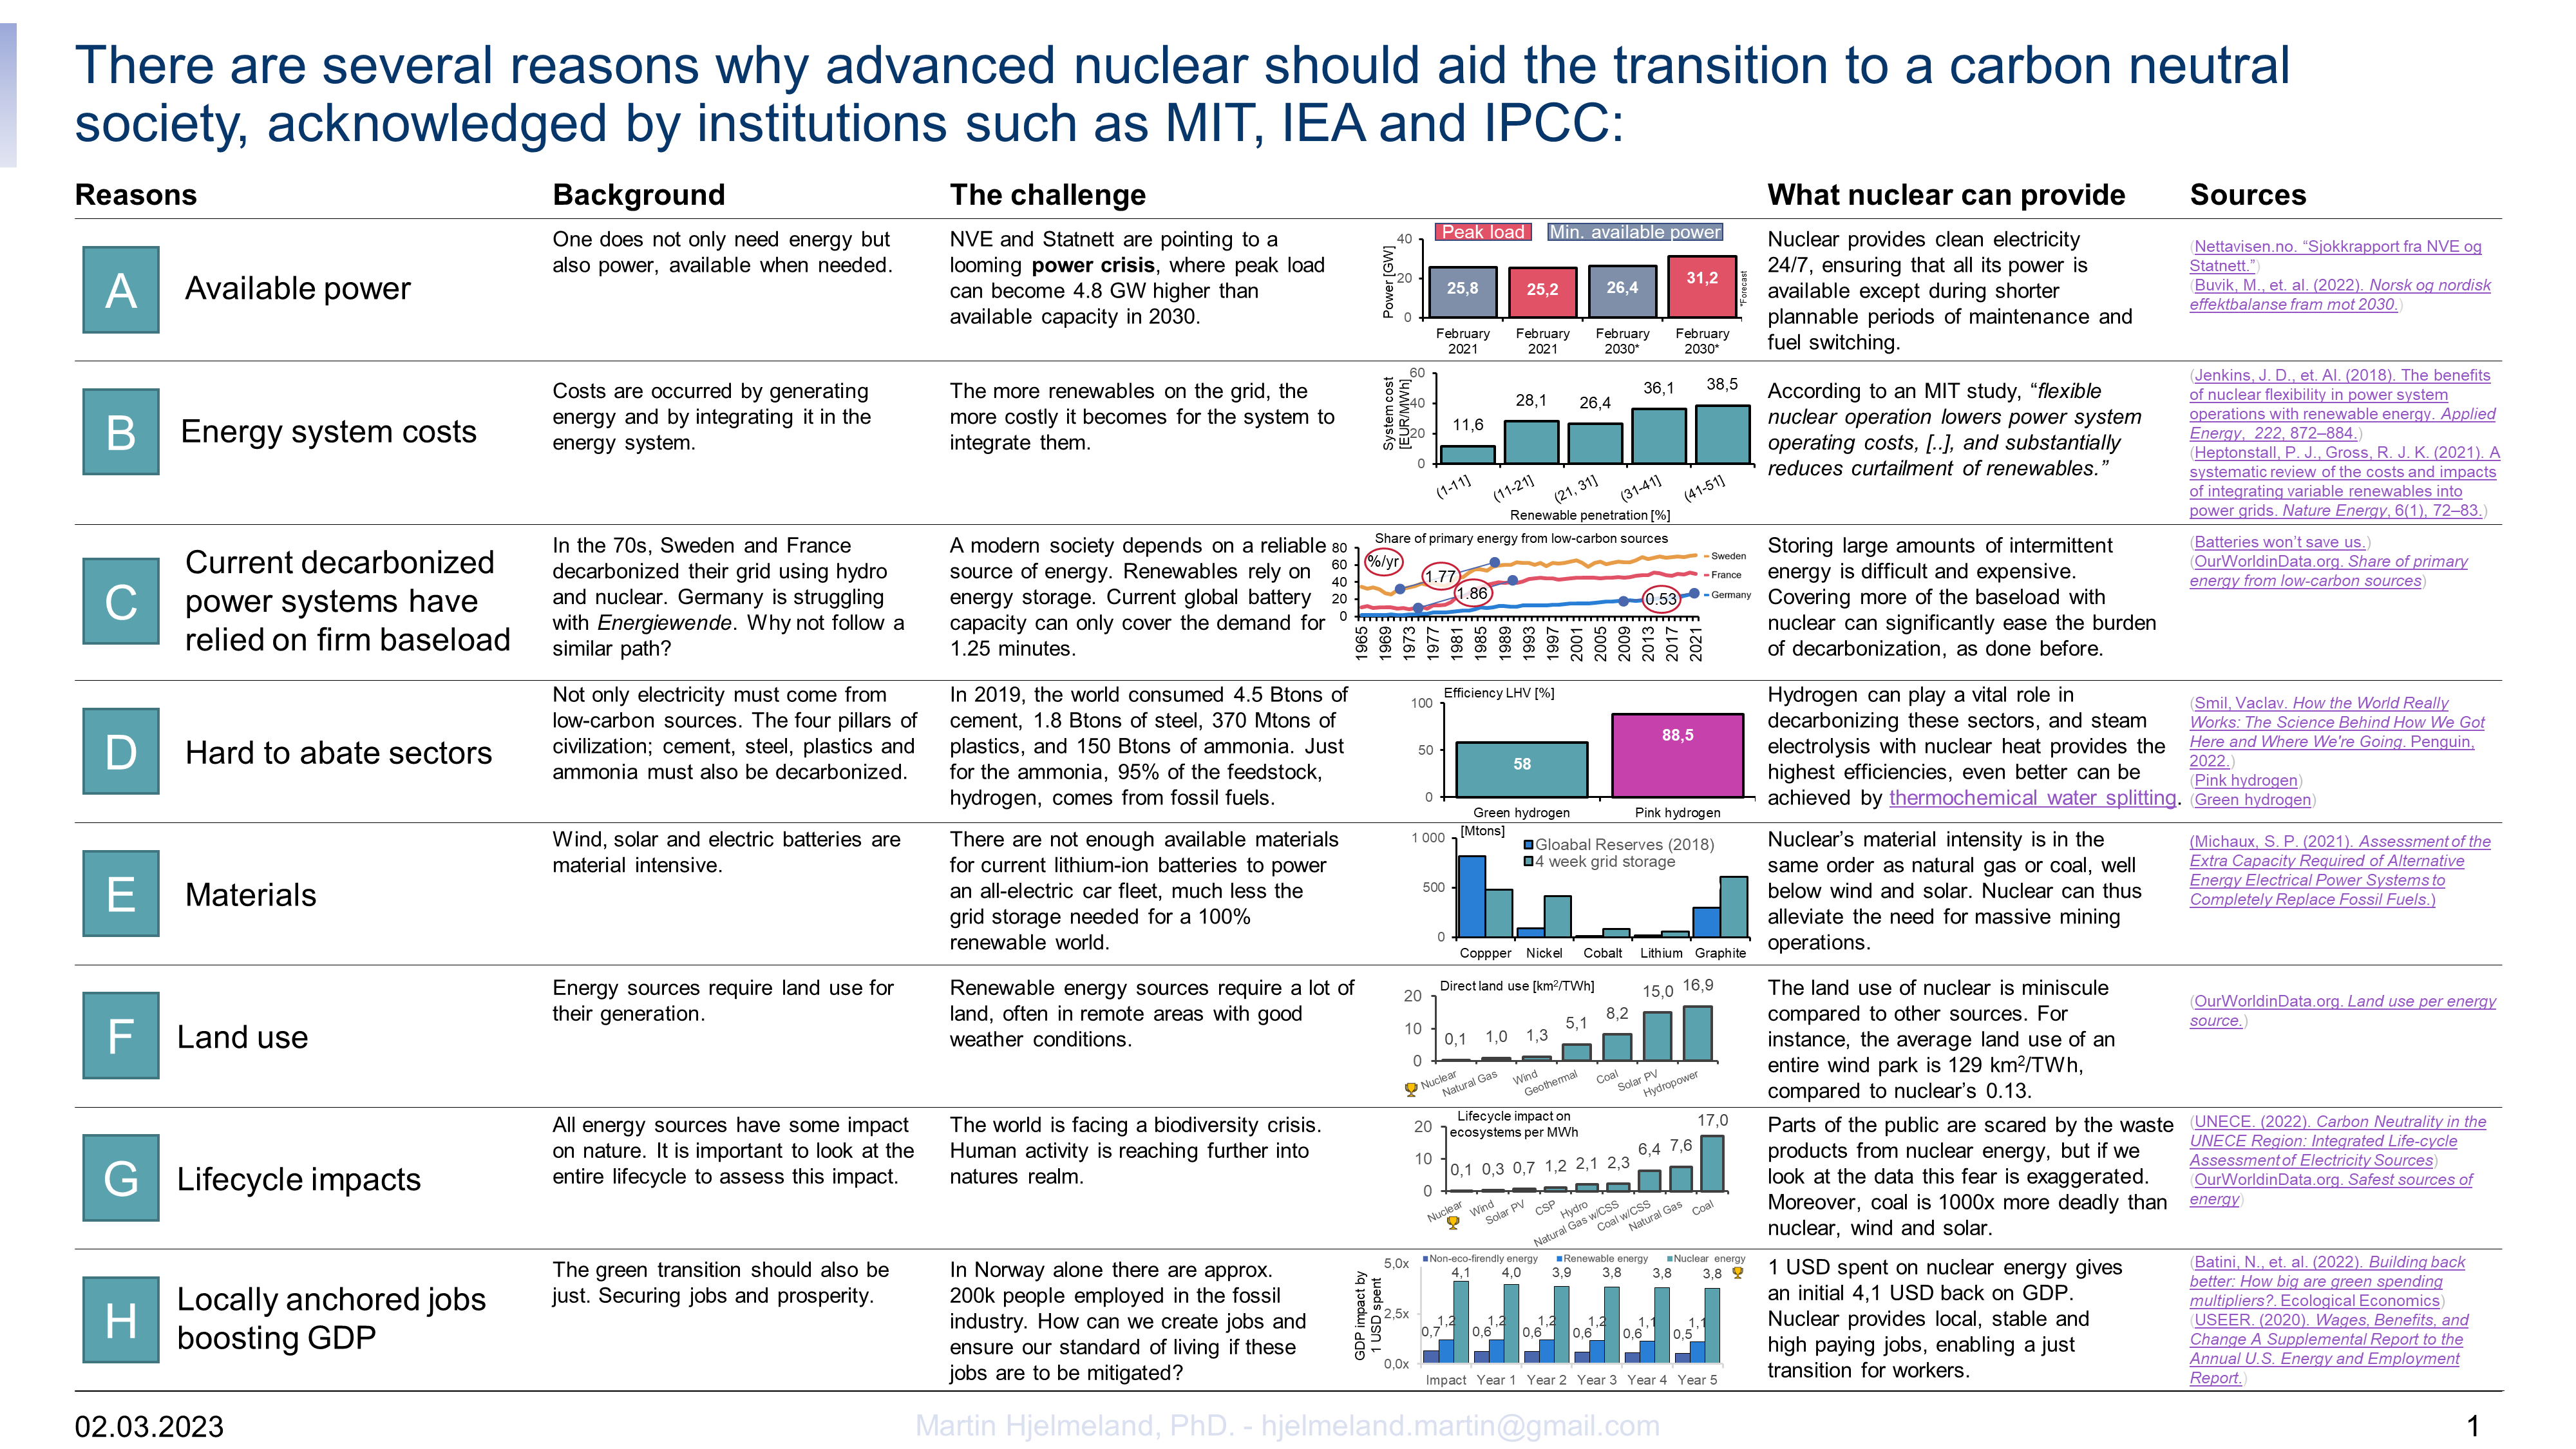 There are several reasons why advanced nuclear should aid the transition to a carbon neutral
society, acknowledged by institutions such as MIT, IEA and IPCC:
Reasons
Background
The challenge
What nuclear can provide
Sources
A
Available power
One does not only need energy but
also power, available when needed.
NVE and Statnett are pointing to a
looming power crisis, where peak load
can become 4.8 GW higher than
available capacity in 2030.
Peak load
Min. available power
Power [GW]
40
20
0
25,8
25,2
26,4
31,2
*Forecast
February
2021
February
2021
February
2030*
February
2030*
Nuclear provides clean electricity
24/7, ensuring that all its power is
available except during shorter
plannable periods of maintenance and
fuel switching.
(Nettavisen.no. “Sjokkrapport fra NVE og
Statnett.”)
(Buvik, M., et. al. (2022). Norsk og nordisk
effektbalanse fram mot 2030.)
B
Energy system costs
Costs are occurred by generating
energy and by integrating it in the
energy system.
The more renewables on the grid, the
more costly it becomes for the system to
integrate them.
System cost
[EUR/MWh]
60
40
20
0
11,6
28,1
26,4
36,1
38,5
(1-11]
(11-21]
(21, 31]
(31-41]
(41-51]
Renewable penetration [%]
According to an MIT study, “flexible
nuclear operation lowers power system
operating costs, [..], and substantially
reduces curtailment of renewables.”
(Jenkins, J. D., et. Al. (2018). The benefits
of nuclear flexibility in power system
operations with renewable energy. Applied
Energy, 222, 872–884.)
(Heptonstall, P. J., Gross, R. J. K. (2021). A
systematic review of the costs and impacts
of integrating variable renewables into
power grids. Nature Energy, 6(1), 72–83.)
C
Current decarbonized
power systems have
relied on firm baseload
In the 70s, Sweden and France
decarbonized their grid using hydro
and nuclear. Germany is struggling
with Energiewende. Why not follow a
similar path?
A modern society depends on a reliable
source of energy. Renewables rely on
energy storage. Current global battery
capacity can only cover the demand for
1.25 minutes.
Share of primary energy from low-carbon sources
80
60
40
20
0
%/yr
1.77
1.86
0.53
Sweden
France
Germany
1965
1969
1973
1977
1981
1985
1989
1993
1997
2001
2005
2009
2013
2017
2021
Storing large amounts of intermittent
energy is difficult and expensive.
Covering more of the baseload with
nuclear can significantly ease the burden
of decarbonization, as done before.
(Batteries won’t save us.)
(OurWorldinData.org. Share of primary
energy from low-carbon sources)
D
Hard to abate sectors
Not only electricity must come from
low-carbon sources. The four pillars of
civilization; cement, steel, plastics and
ammonia must also be decarbonized.
In 2019, the world consumed 4.5 Btons of
cement, 1.8 Btons of steel, 370 Mtons of
plastics, and 150 Btons of ammonia. Just
for the ammonia, 95% of the feedstock,
hydrogen, comes from fossil fuels.
Efficiency LHV [%]
100
50
0
58
88,5
Green hydrogen
Pink hydrogen
Hydrogen can play a vital role in
decarbonizing these sectors, and steam
electrolysis with nuclear heat provides the
highest efficiencies, even better can be
achieved by thermochemical water splitting.
(Smil, Vaclav. How the World Really
Works: The Science Behind How We Got
Here and Where We're Going. Penguin,
2022.)
(Pink hydrogen)
(Green hydrogen)
E
Materials
Wind, solar and electric batteries are
material intensive.
There are not enough available materials
for current lithium-ion batteries to power
an all-electric car fleet, much less the
grid storage needed for a 100%
renewable world.
[Mtons]
1 000
500
0
Gloabal Reserves (2018)
4 week grid storage
Coppper
Nickel
Cobalt
Lithium
Graphite
Nuclear’s material intensity is in the
same order as natural gas or coal, well
below wind and solar. Nuclear can thus
alleviate the need for massive mining
operations.
(Michaux, S. P. (2021). Assessment of the
Extra Capacity Required of Alternative
Energy Electrical Power Systems to
Completely Replace Fossil Fuels.)
F
Land use
Energy sources require land use for
their generation.
Renewable energy sources require a lot of
land, often in remote areas with good
weather conditions.
Direct land use [km²/TWh]
20
10
0
0,1
1,0
1,3
5,1
8,2
15,0
16,9
Nuclear
Natural Gas
Wind
Geothermal
Coal
Solar PV
Hydropower
The land use of nuclear is miniscule
compared to other sources. For
instance, the average land use of an
entire wind park is 129 km²/TWh,
compared to nuclear’s 0.13.
(OurWorldinData.org. Land use per energy
source.)
G
Lifecycle impacts
All energy sources have some impact
on nature. It is important to look at the
entire lifecycle to assess this impact.
The world is facing a biodiversity crisis.
Human activity is reaching further into
natures realm.
Lifecycle impact on
ecosystems per MWh
20
10
0
0,1
0,3
0,7
1,2
2,1
2,3
6,4
7,6
17,0
Nuclear
Wind
Solar PV
CSP
Hydro
Natural Gas w/CSS
Coal w/CSS
Natural Gas
Coal
Parts of the public are scared by the waste
products from nuclear energy, but if we
look at the data this fear is exaggerated.
Moreover, coal is 1000x more deadly than
nuclear, wind and solar.
(UNECE. (2022). Carbon Neutrality in the
UNECE Region: Integrated Life-cycle
Assessment of Electricity Sources)
(OurWorldinData.org. Safest sources of
energy)
H
Locally anchored jobs
boosting GDP
The green transition should also be
just. Securing jobs and prosperity.
In Norway alone there are approx.
200k people employed in the fossil
industry. How can we create jobs and
ensure our standard of living if these
jobs are to be mitigated?
Non-eco-firendly energy
Renewable energy
Nuclear energy
GDP impact by
1 USD spent
5,0x
2,5x
0,0x
0,7
1,2
4,1
0,6
1,2
4,0
0,6
1,2
3,9
0,6
1,2
3,8
0,6
1,1
3,8
0,5
1,1
3,8
Impact
Year 1
Year 2
Year 3
Year 4
Year 5
1 USD spent on nuclear energy gives
an initial 4,1 USD back on GDP.
Nuclear provides local, stable and
high paying jobs, enabling a just
transition for workers.
(Batini, N., et. al. (2022). Building back
better: How big are green spending
multipliers?. Ecological Economics)
(USEER. (2020). Wages, Benefits, and
Change A Supplemental Report to the
Annual U.S. Energy and Employment
Report.)
02.03.2023
Martin Hjelmeland, PhD. - hjelmeland.martin@gmail.com
1